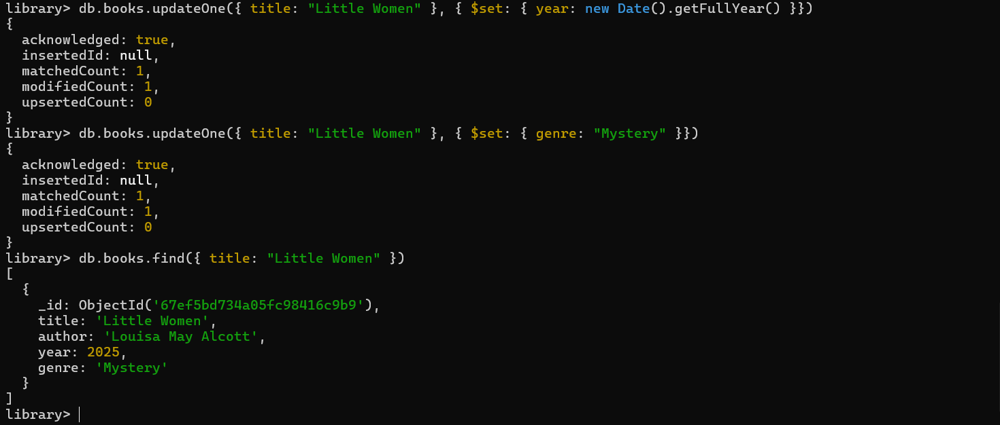 library> db.books.updateOne({ title: "Little Women" }, { $set: { year: new Date().getFullYear() }})
{
  acknowledged: true,
  insertedId: null,
  matchedCount: 1,
  modifiedCount: 1,
  upsertedCount: 0
}
library> db.books.updateOne({ title: "Little Women" }, { $set: { genre: "Mystery" }})
{
  acknowledged: true,
  insertedId: null,
  matchedCount: 1,
  modifiedCount: 1,
  upsertedCount: 0
}
library> db.books.find({ title: "Little Women" })
[
  {
    _id: ObjectId('67ef5bd734a05fc98416c9b9'),
    title: 'Little Women',
    author: 'Louisa May Alcott',
    year: 2025,
    genre: 'Mystery'
  }
]
library>